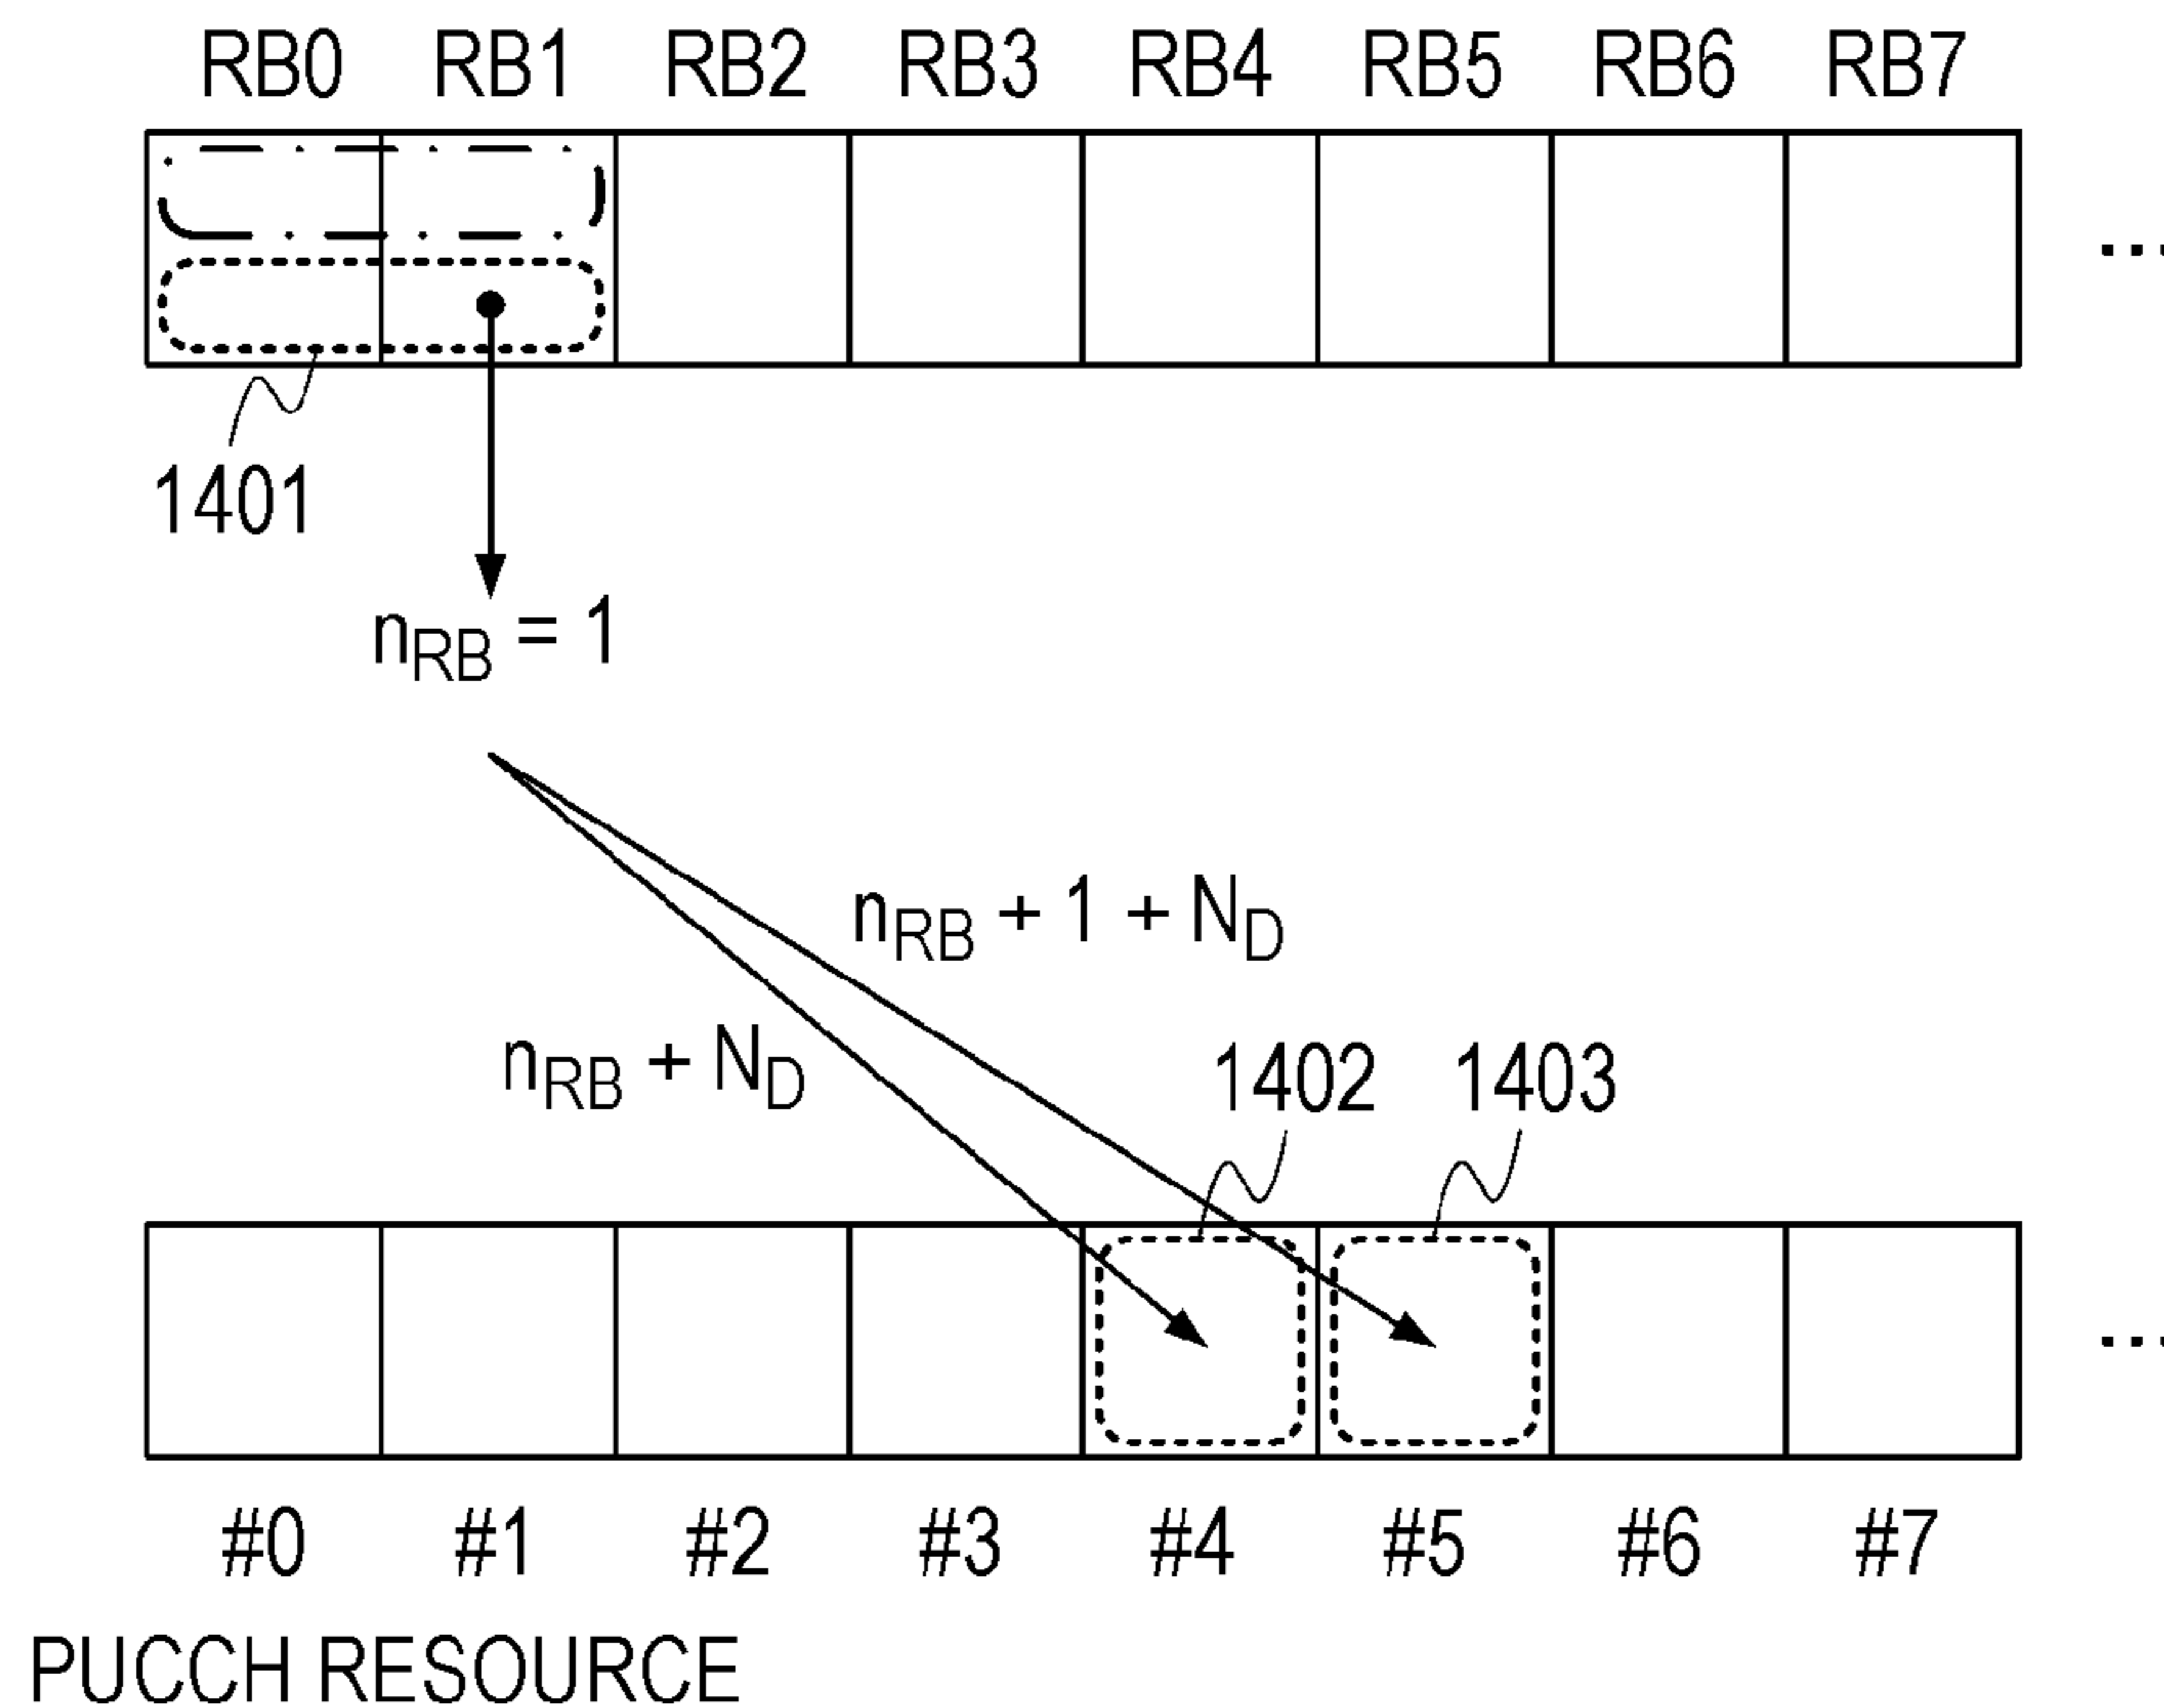 RB0 RB1 RB2 RB3 RB4 RB5 RB6 RB7
...
1401
nRB = 1
nRB + 1 + ND
nRB + ND
1402 1403
...
#0 #1 #2 #3 #4 #5 #6 #7
PUCCH RESOURCE